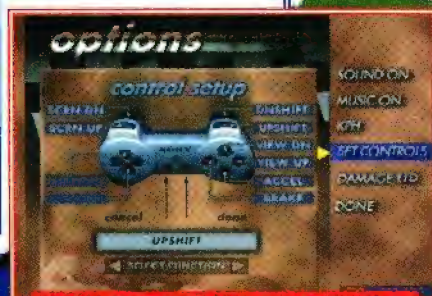 options
control setup
SCRN DN
SCRN UP
DNSHIFT
UPSHIFT
VIEW DN
VIEW UP
ACCEL
BRAKE
cancel
done
UPSHIFT
SELECT FUNCTION
SOUND ON
MUSIC ON
KPH
SET CONTROLS
DONE